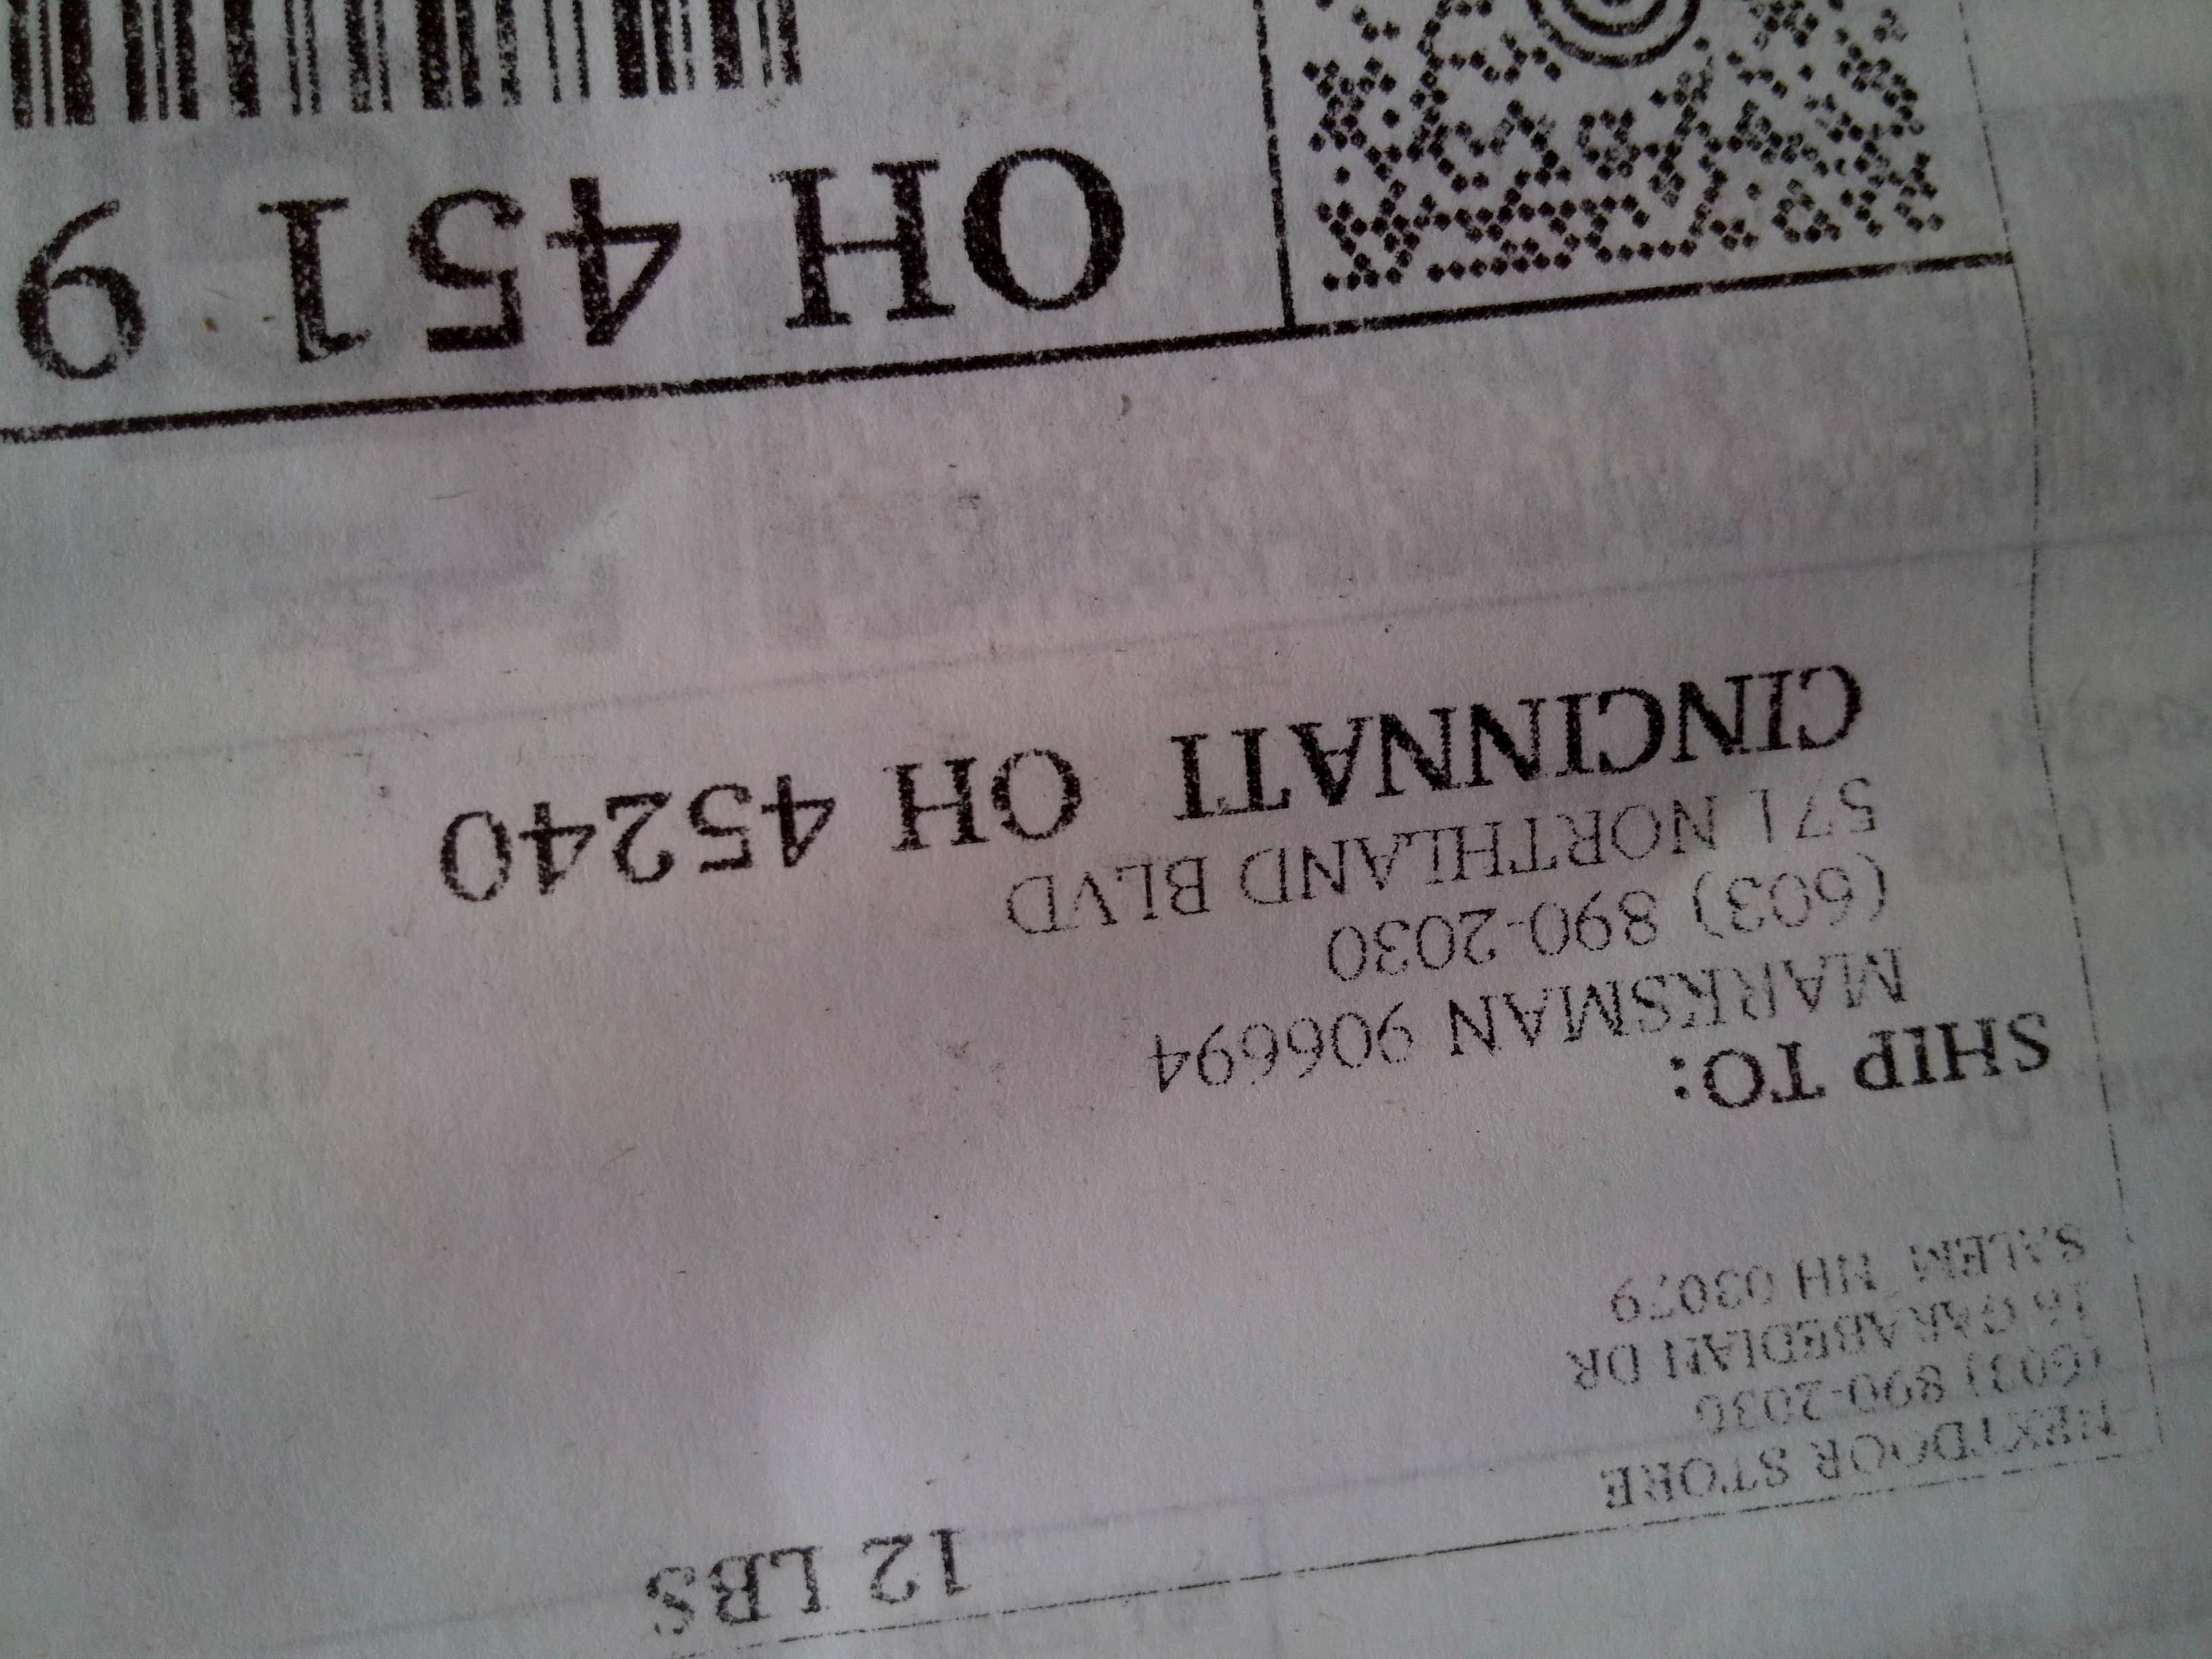 12 LBS
NEXTDOOR STORE
(603) 890-2030
16 GARABEDIAN DR
SALEM NH 03079
SHIP TO:
MARKSMAN 906694
(603) 890-2030
571 NORTHLAND BLVD
CINCINNATI OH 45240
OH 451 9